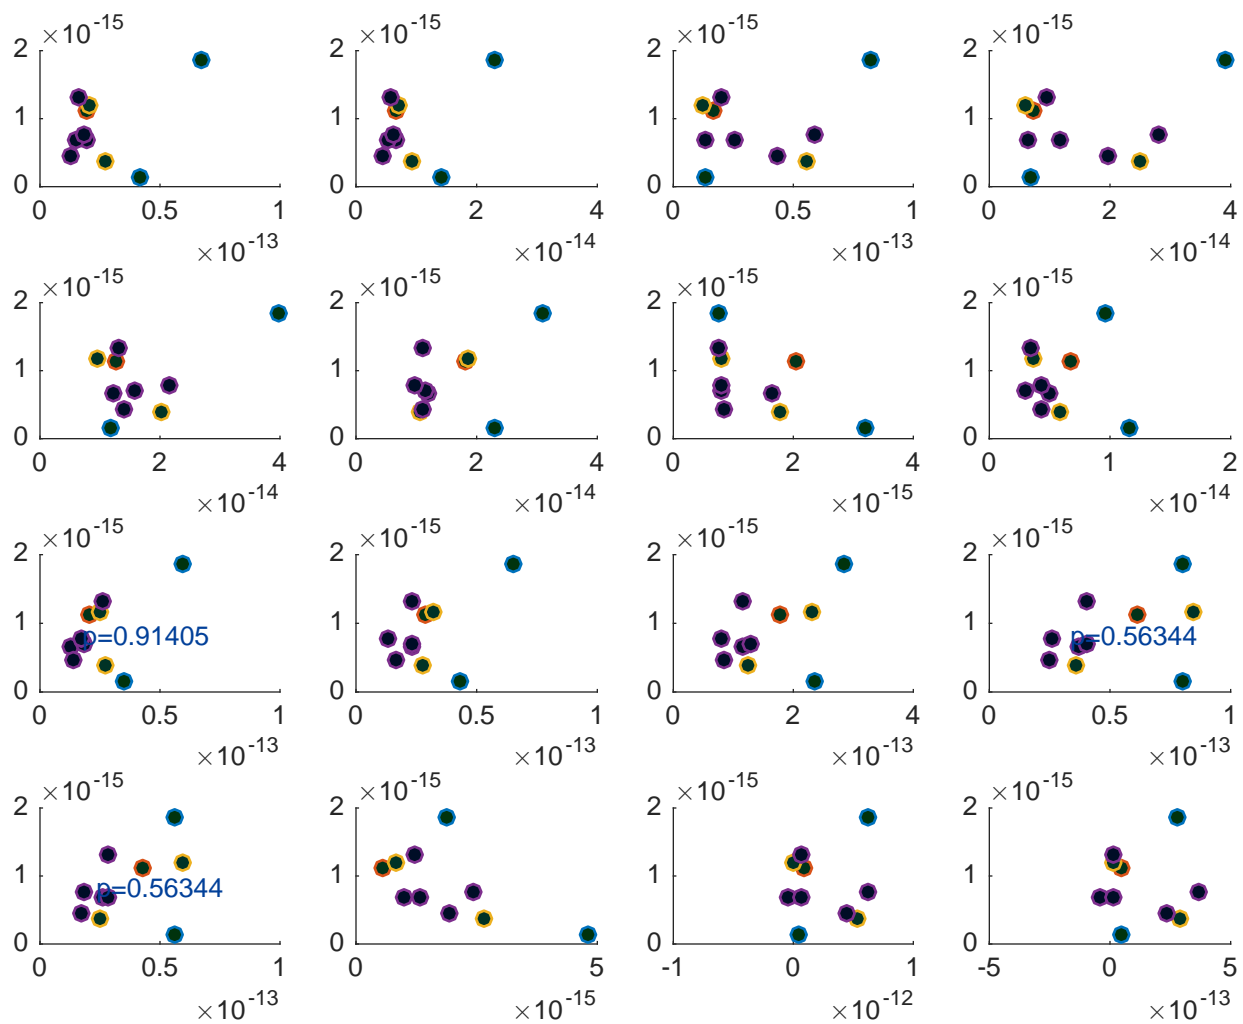 ×10-15 ×10-15 ×10-15 ×10-15
2 2 2 2
1 1 1 1
0 0 0 0
0 0.5 1 0 2 4 0 0.5 1 0 2 4
×10-13 ×10-14 ×10-13 ×10-14
×10-15 ×10-15 ×10-15 ×10-15
2 2 2 2
1 1 1 1
0 0 0 0
0 2 4 0 2 4 0 2 4 0 1 2
×10-14 ×10-14 ×10-15 ×10-14
×10-15 ×10-15 ×10-15 ×10-15
2 2 2 2
1 1 1 1
p=0.91405 p=0.56344
0 0 0 0
0 0.5 1 0 0.5 1 0 2 4 0 0.5 1
×10-13 ×10-13 ×10-13 ×10-13
×10-15 ×10-15 ×10-15 ×10-15
2 2 2 2
1 1 1 1
p=0.56344
0 0 0 0
0 0.5 1 0 5 -1 0 1 -5 0 5
×10-13 ×10-15 ×10-12 ×10-13